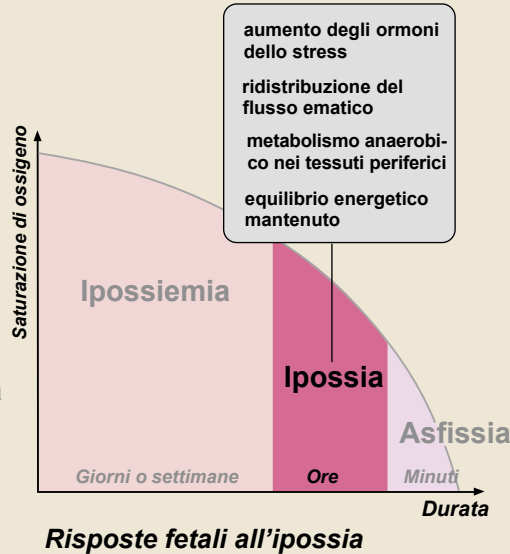 aumento degli ormoni
dello stress
ridistribuzione del
flusso ematico
metabolismo anaerobi-
co nei tessuti periferici
equilibrio energetico
mantenuto
Saturazione di ossigeno
Ipossiemia
Ipossia
Asfissia
Giorni o settimane
Ore
Minuti
Durata
Risposte fetali all'ipossia